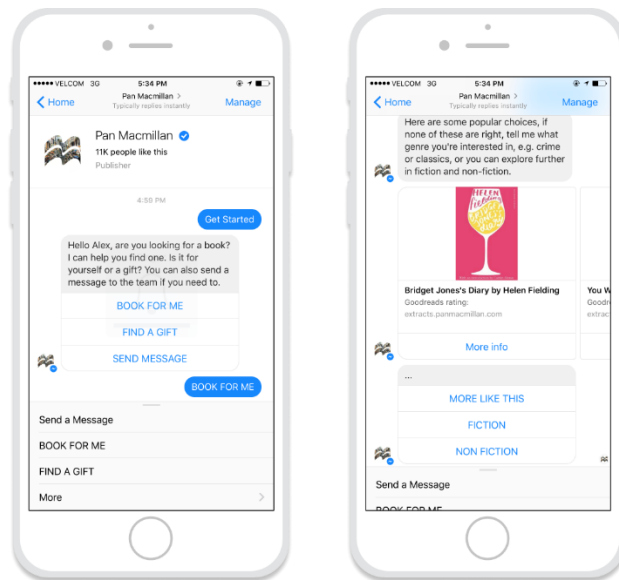 VELCOM 3G 5:34 PM
Home
Pan Macmillan >
Typically replies instantly
Manage
Pan Macmillan
11K people like this
Publisher
4:59 PM
Get Started
Hello Alex, are you looking for a book?
I can help you find one. Is it for
yourself or a gift? You can also send a
message to the team if you need to.
BOOK FOR ME
FIND A GIFT
SEND MESSAGE
BOOK FOR ME
Send a Message
BOOK FOR ME
FIND A GIFT
More
VELCOM 3G 5:34 PM
Home
Pan Macmillan >
Typically replies instantly
Manage
Here are some popular choices, if
none of these are right, tell me what
genre you're interested in, e.g. crime
or classics, or you can explore further
in fiction and non-fiction.
HELEN
Fielding
Bridget Jones's Diary by Helen Fielding
Goodreads rating:
extracts.panmacmillan.com
More info
You W
Goodr
extrac
...
MORE LIKE THIS
FICTION
NON FICTION
Send a Message
BOOK FOR ME